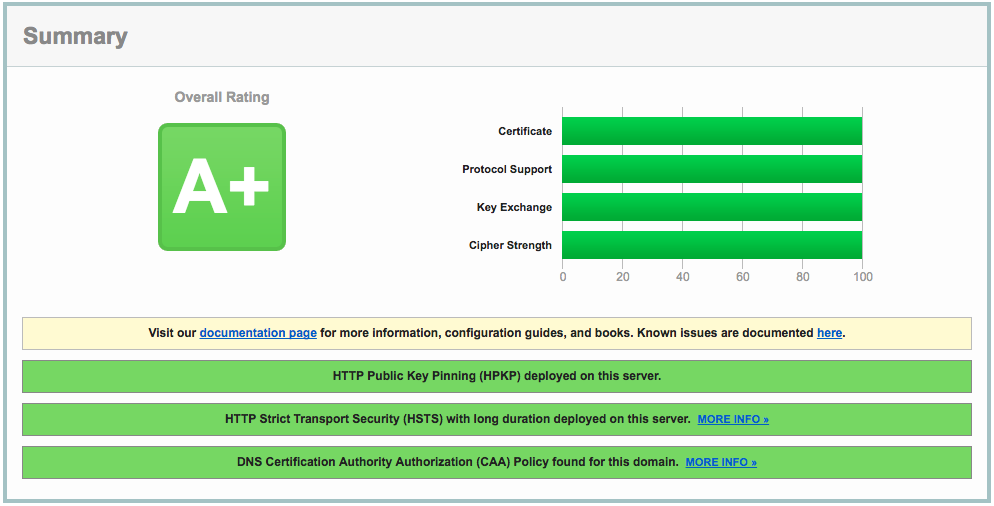 Summary
Overall Rating
A+
Certificate
Protocol Support
Key Exchange
Cipher Strength
0 20 40 60 80 100
Visit our documentation page for more information, configuration guides, and books. Known issues are documented here.
HTTP Public Key Pinning (HPKP) deployed on this server.
HTTP Strict Transport Security (HSTS) with long duration deployed on this server. MORE INFO »
DNS Certification Authority Authorization (CAA) Policy found for this domain. MORE INFO »